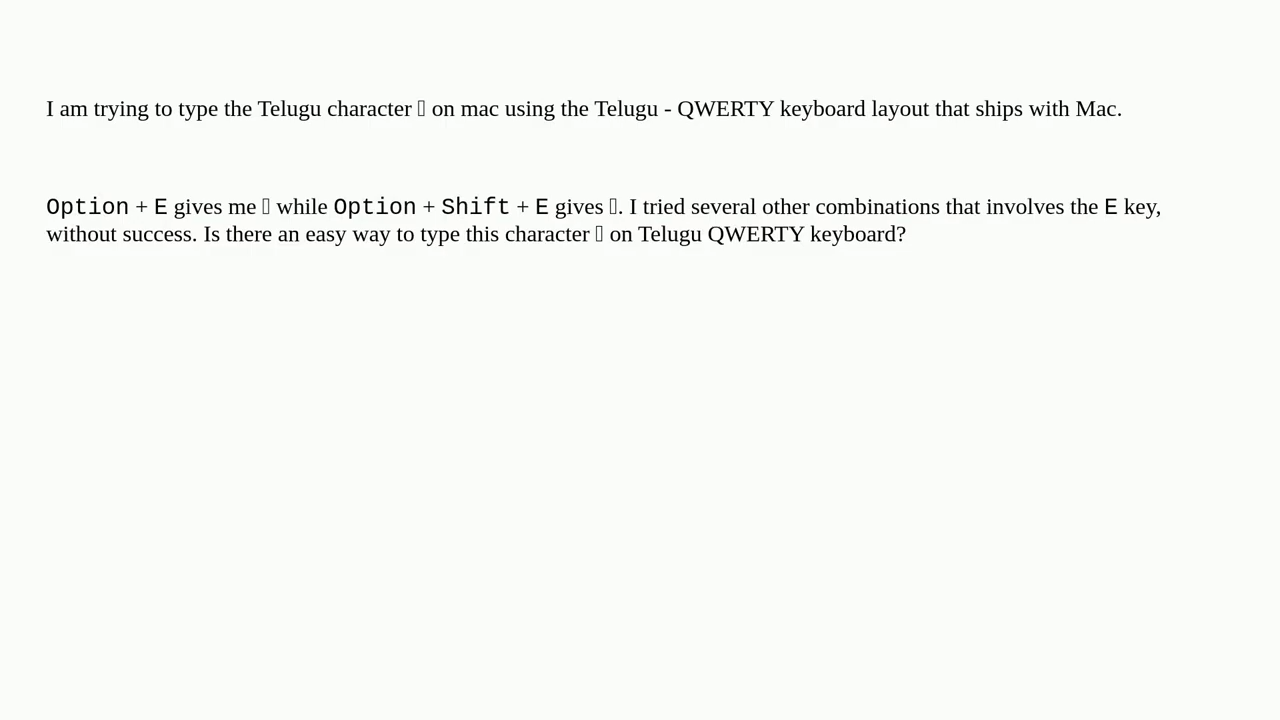 I am trying to type the Telugu character on mac using the Telugu - QWERTY keyboard layout that ships with Mac.
Option + E gives me while Option + Shift + E gives . I tried several other combinations that involves the E key,
without success. Is there an easy way to type this character on Telugu QWERTY keyboard?